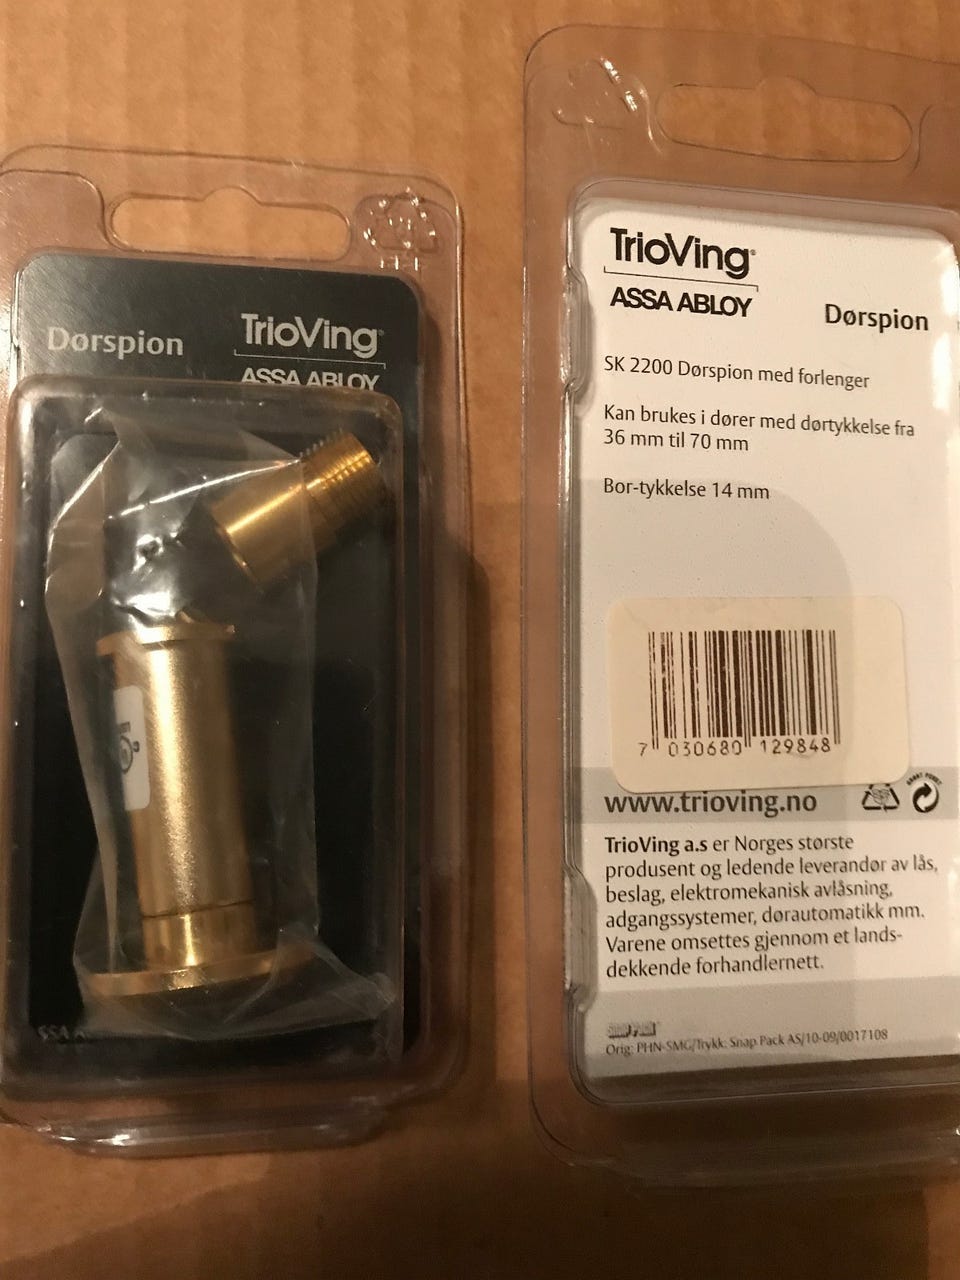 Dørspion
TrioVing®
ASSA ABLOY
TrioVing®
ASSA ABLOY
Dørspion
SK 2200 Dørspion med forlenger
Kan brukes i dører med dørtykkelse fra
36 mm til 70 mm
Bor-tykkelse 14 mm
7 030680 129848
www.trioving.no
TrioVing a.s er Norges største
produsent og ledende leverandør av lås,
beslag, elektromekanisk avlåsning,
adgangssystemer, dørautomatikk mm.
Varene omsettes gjennom et lands-
dekkende forhandlernett.
Orig: PHN-SMG/Trykk: Snap Pack AS/10-09/0017108